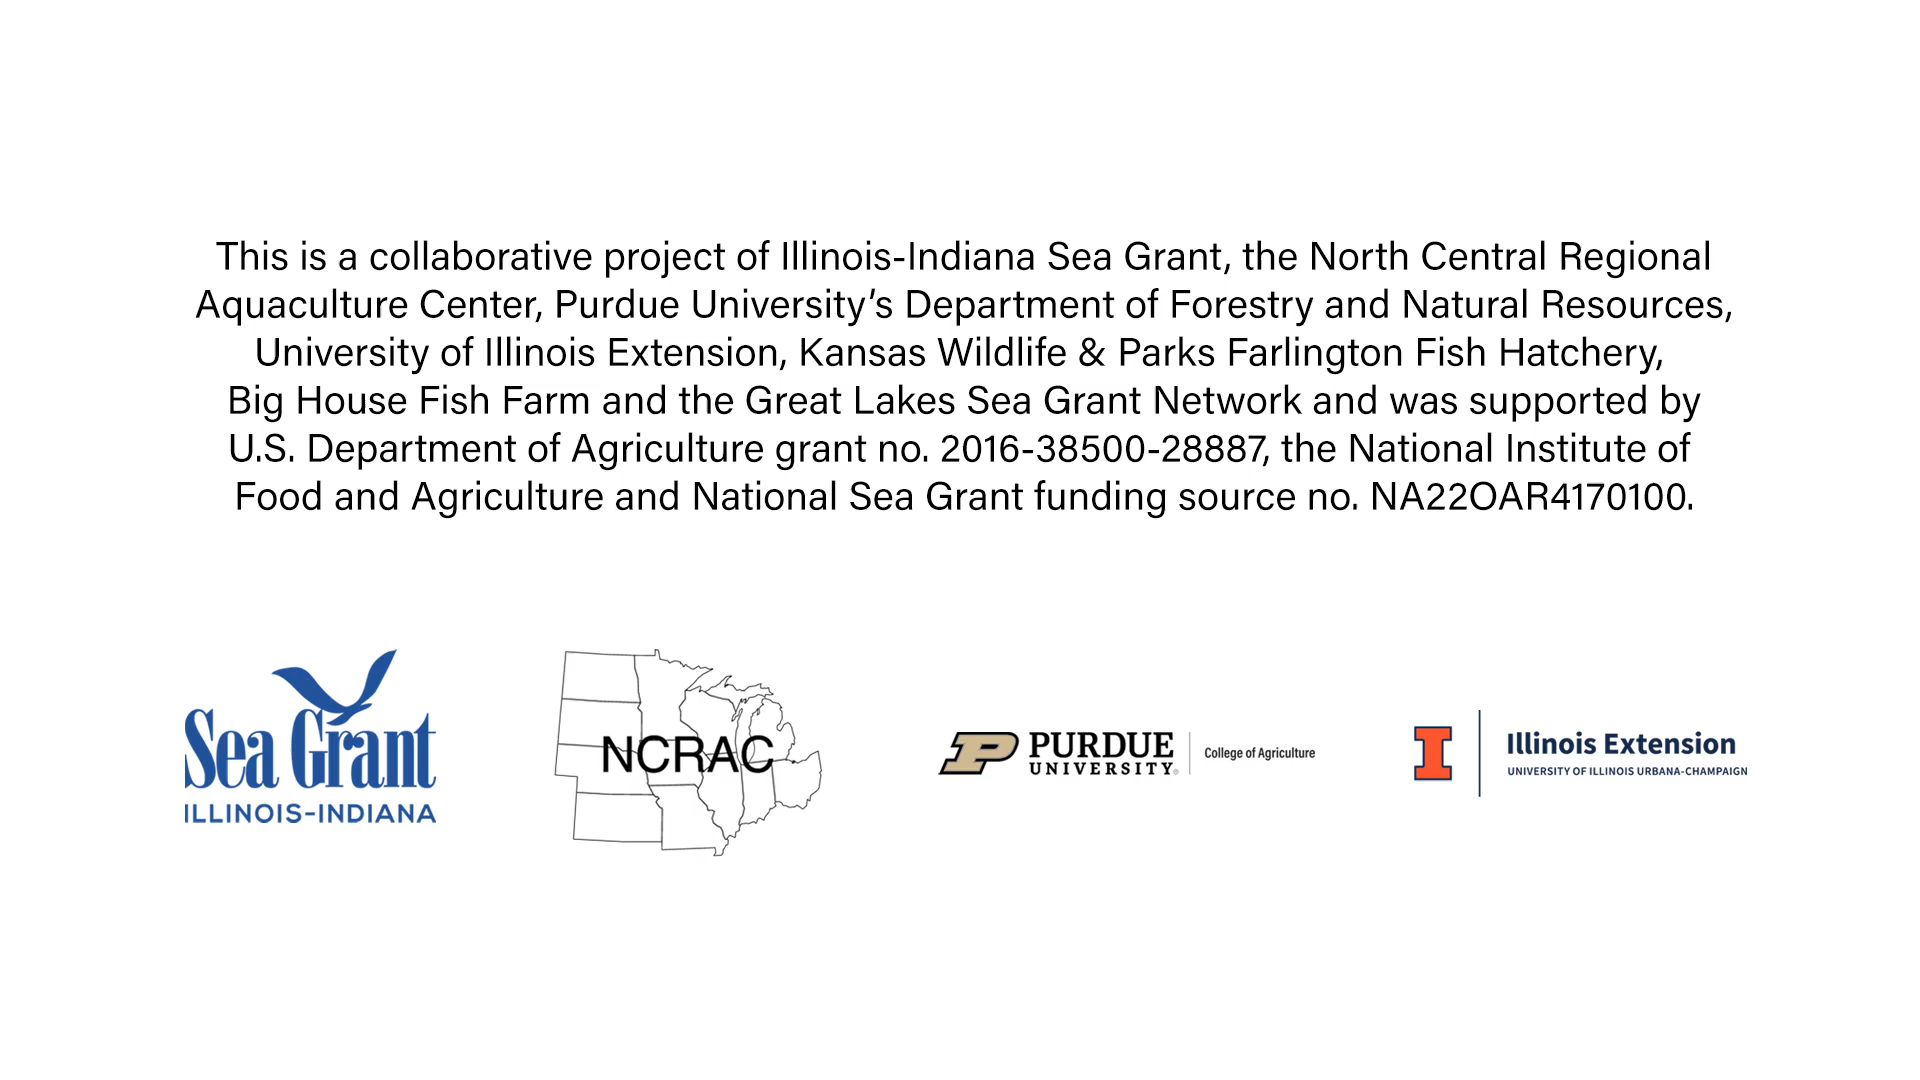 This is a collaborative project of Illinois-Indiana Sea Grant, the North Central Regional
Aquaculture Center, Purdue University’s Department of Forestry and Natural Resources,
University of Illinois Extension, Kansas Wildlife & Parks Farlington Fish Hatchery,
Big House Fish Farm and the Great Lakes Sea Grant Network and was supported by
U.S. Department of Agriculture grant no. 2016-38500-28887, the National Institute of
Food and Agriculture and National Sea Grant funding source no. NA22OAR4170100.
Sea Grant
ILLINOIS-INDIANA
NCRAC
P PURDUE
UNIVERSITY®
College of Agriculture
I
Illinois Extension
UNIVERSITY OF ILLINOIS URBANA-CHAMPAIGN